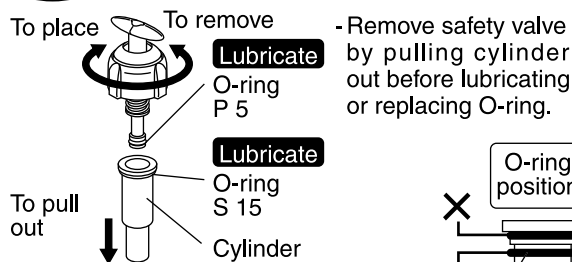 To place
To remove
Lubricate
O-ring
P 5
Lubricate
O-ring
S 15
Cylinder
To pull
out
- Remove safety valve
by pulling cylinder
out before lubricating
or replacing O-ring.
O-ring
position